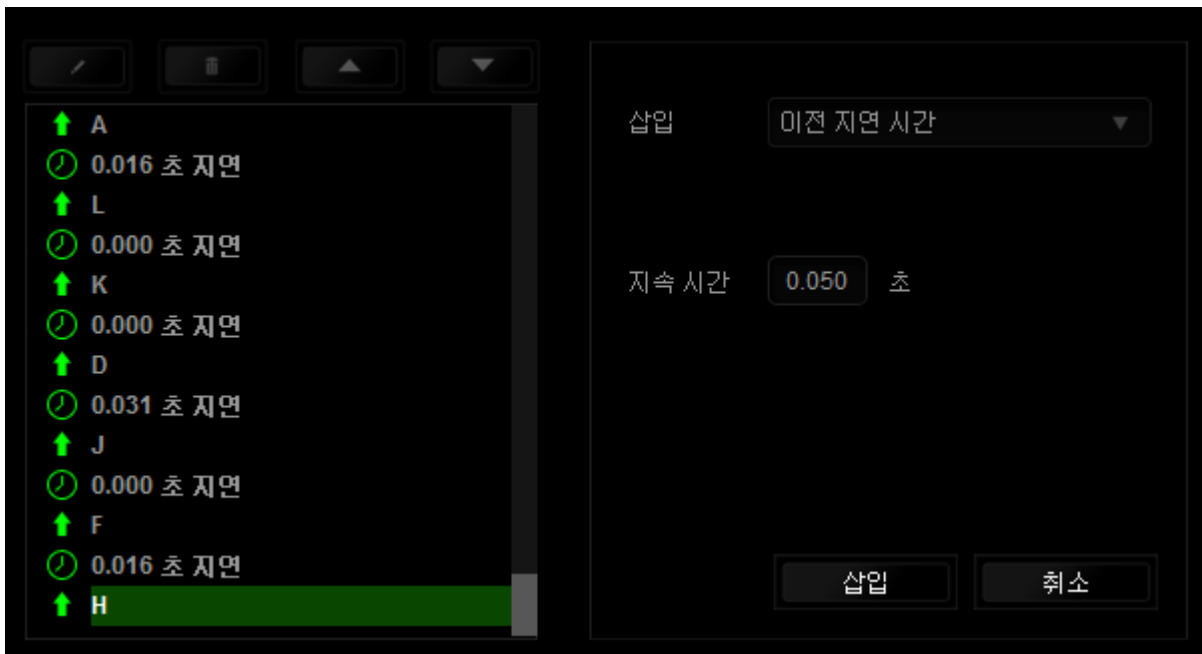 A
0.016 초 지연
L
0.000 초 지연
K
0.000 초 지연
D
0.031 초 지연
J
0.000 초 지연
F
0.016 초 지연
H
삽입 이전 지연 시간
지속 시간 0.050 초
삽입 취소